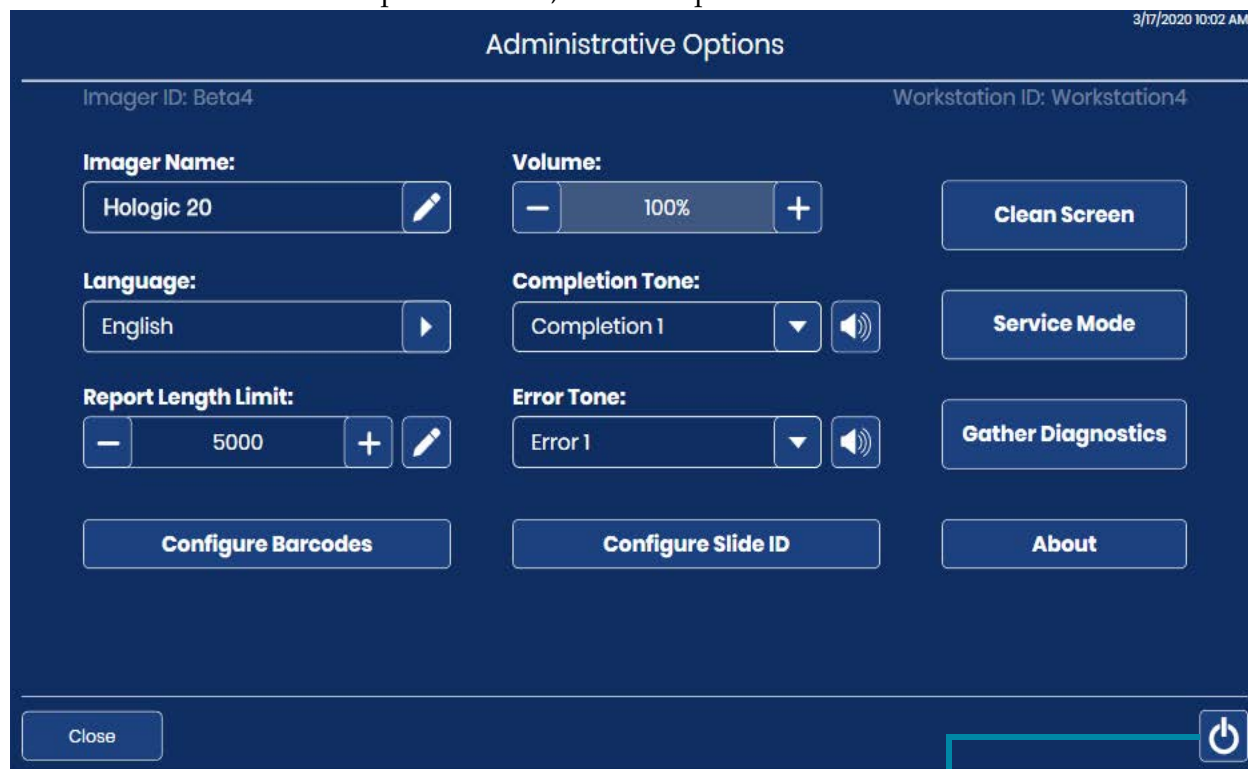 3/17/2020 10:02 AM
Administrative Options
Imager ID: Beta4
Workstation ID: Workstation4
Imager Name:
Volume:
Hologic 20
100%
Clean Screen
Language:
Completion Tone:
English
Completion 1
Service Mode
Report Length Limit:
Error Tone:
5000
Error 1
Gather Diagnostics
Configure Barcodes
Configure Slide ID
About
Close